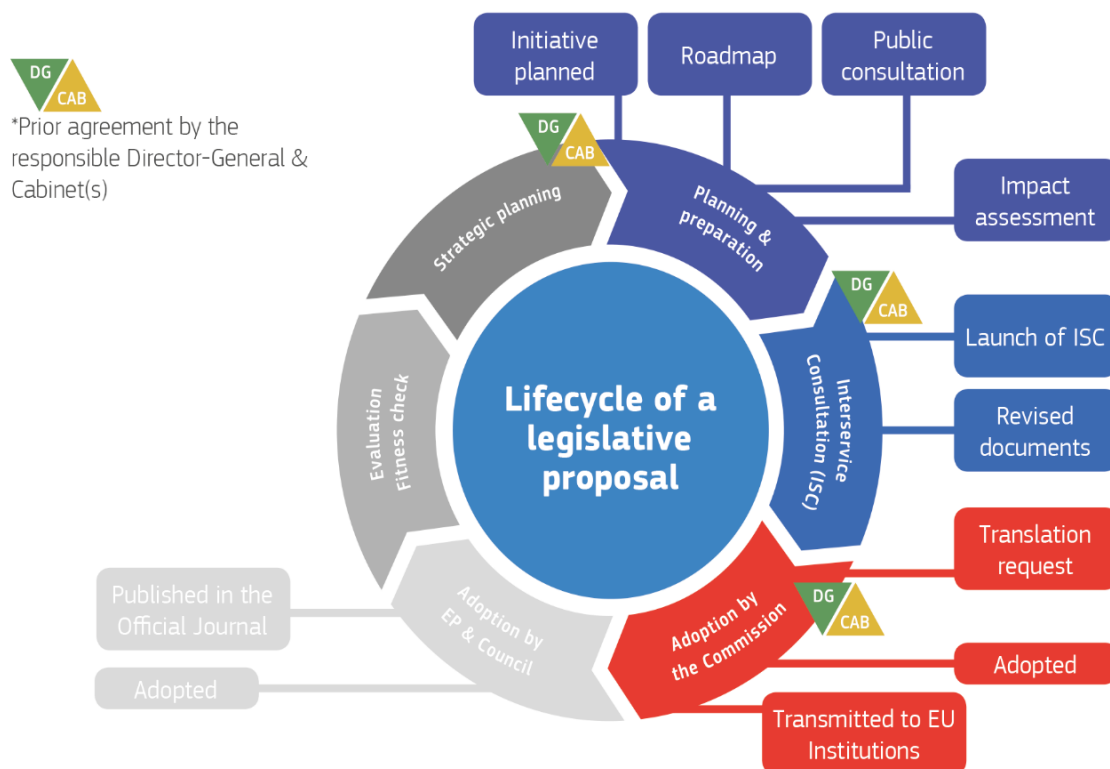 DG
CAB
*Prior agreement by the
responsible Director-General &
Cabinet(s)
Initiative
planned
Roadmap
Public
consultation
Impact
assessment
DG
CAB
Strategic planning
Planning &
preparation
DG
CAB
Launch of ISC
Interservice
Consultation (ISC)
Revised
documents
Lifecycle of a
legislative
proposal
Evaluation
Fitness check
Translation
request
DG
CAB
Adoption by
the Commission
Adopted
Transmitted to EU
Institutions
Adoption by
EP & Council
Published in the
Official Journal
Adopted